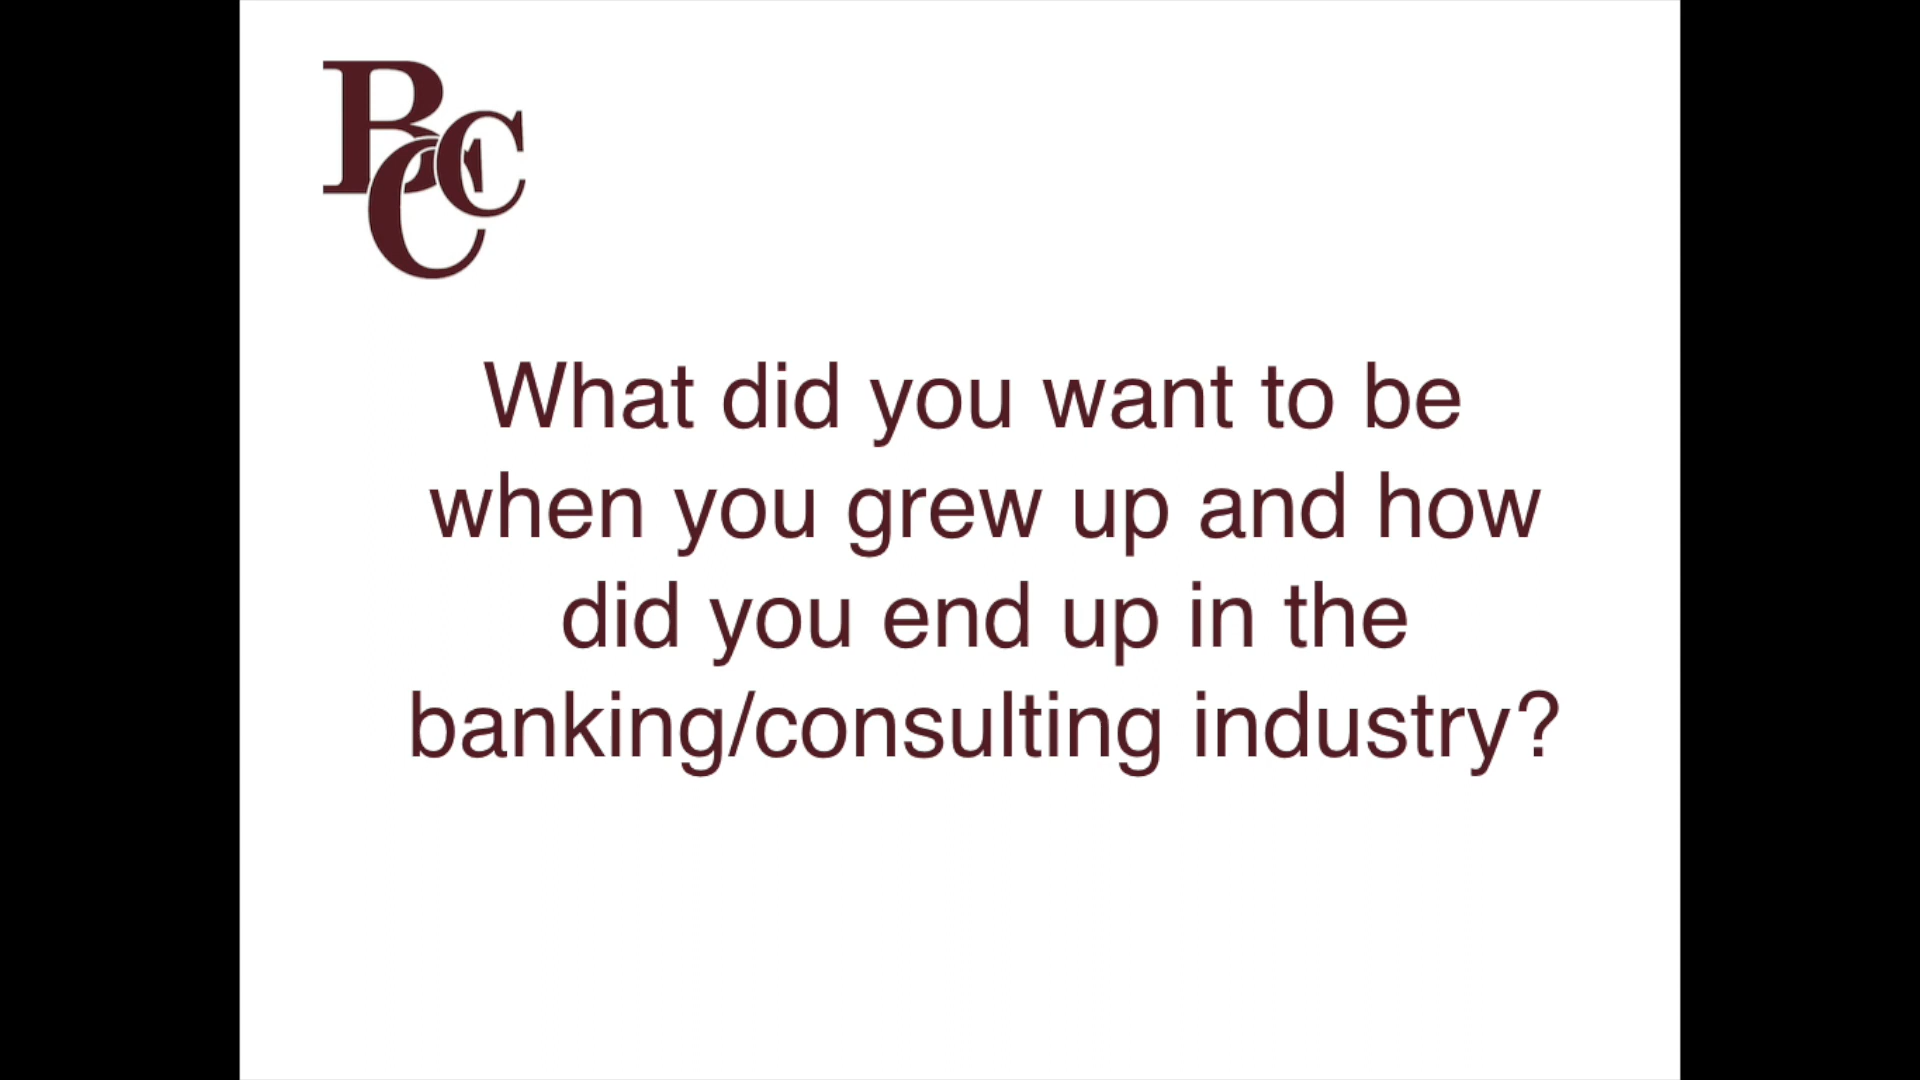 BCC
What did you want to be
when you grew up and how
did you end up in the
banking/consulting industry?